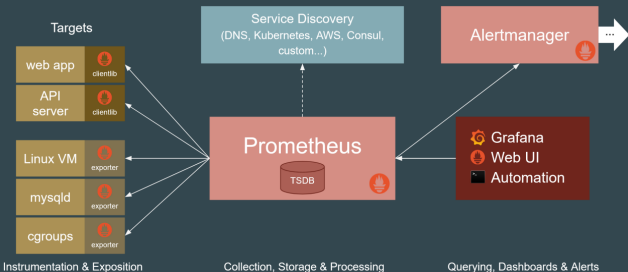 Targets
web app
clientlib
API
server
clientlib
Linux VM
exporter
mysqld
exporter
cgroups
exporter
Instrumentation & Exposition
Service Discovery
(DNS, Kubernetes, AWS, Consul,
custom...)
Prometheus
TSDB
Collection, Storage & Processing
Alertmanager
...
Grafana
Web UI
Automation
Querying, Dashboards & Alerts